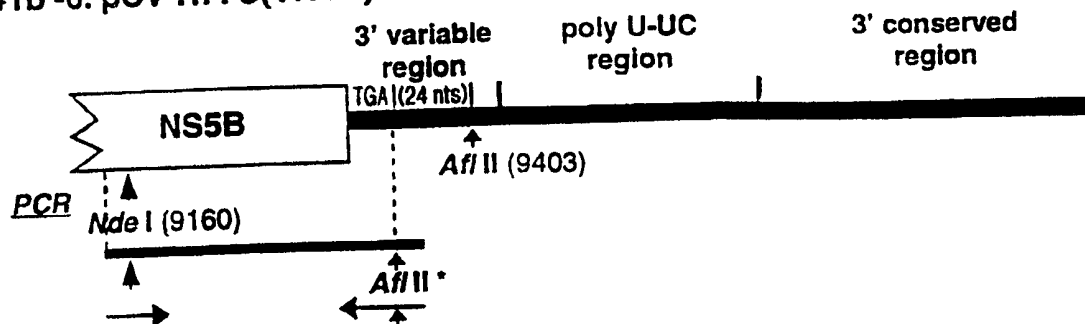 3' variable region
poly U-UC region
3' conserved region
TGA (24 nts)
NS5B
Afl II (9403)
PCR
Nde I (9160)
Afl II *